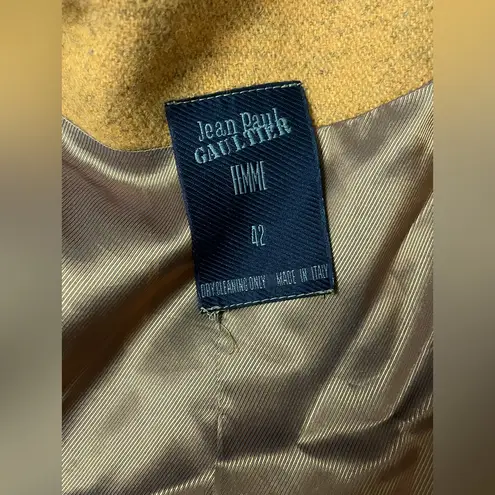 Jean Paul
GAULTIER
FEMME
42
DRY CLEANING ONLY MADE IN ITALY